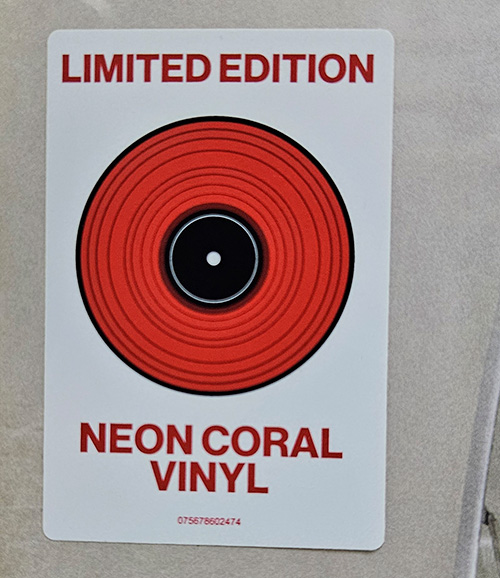 LIMITED EDITION
NEON CORAL
VINYL
075678602474